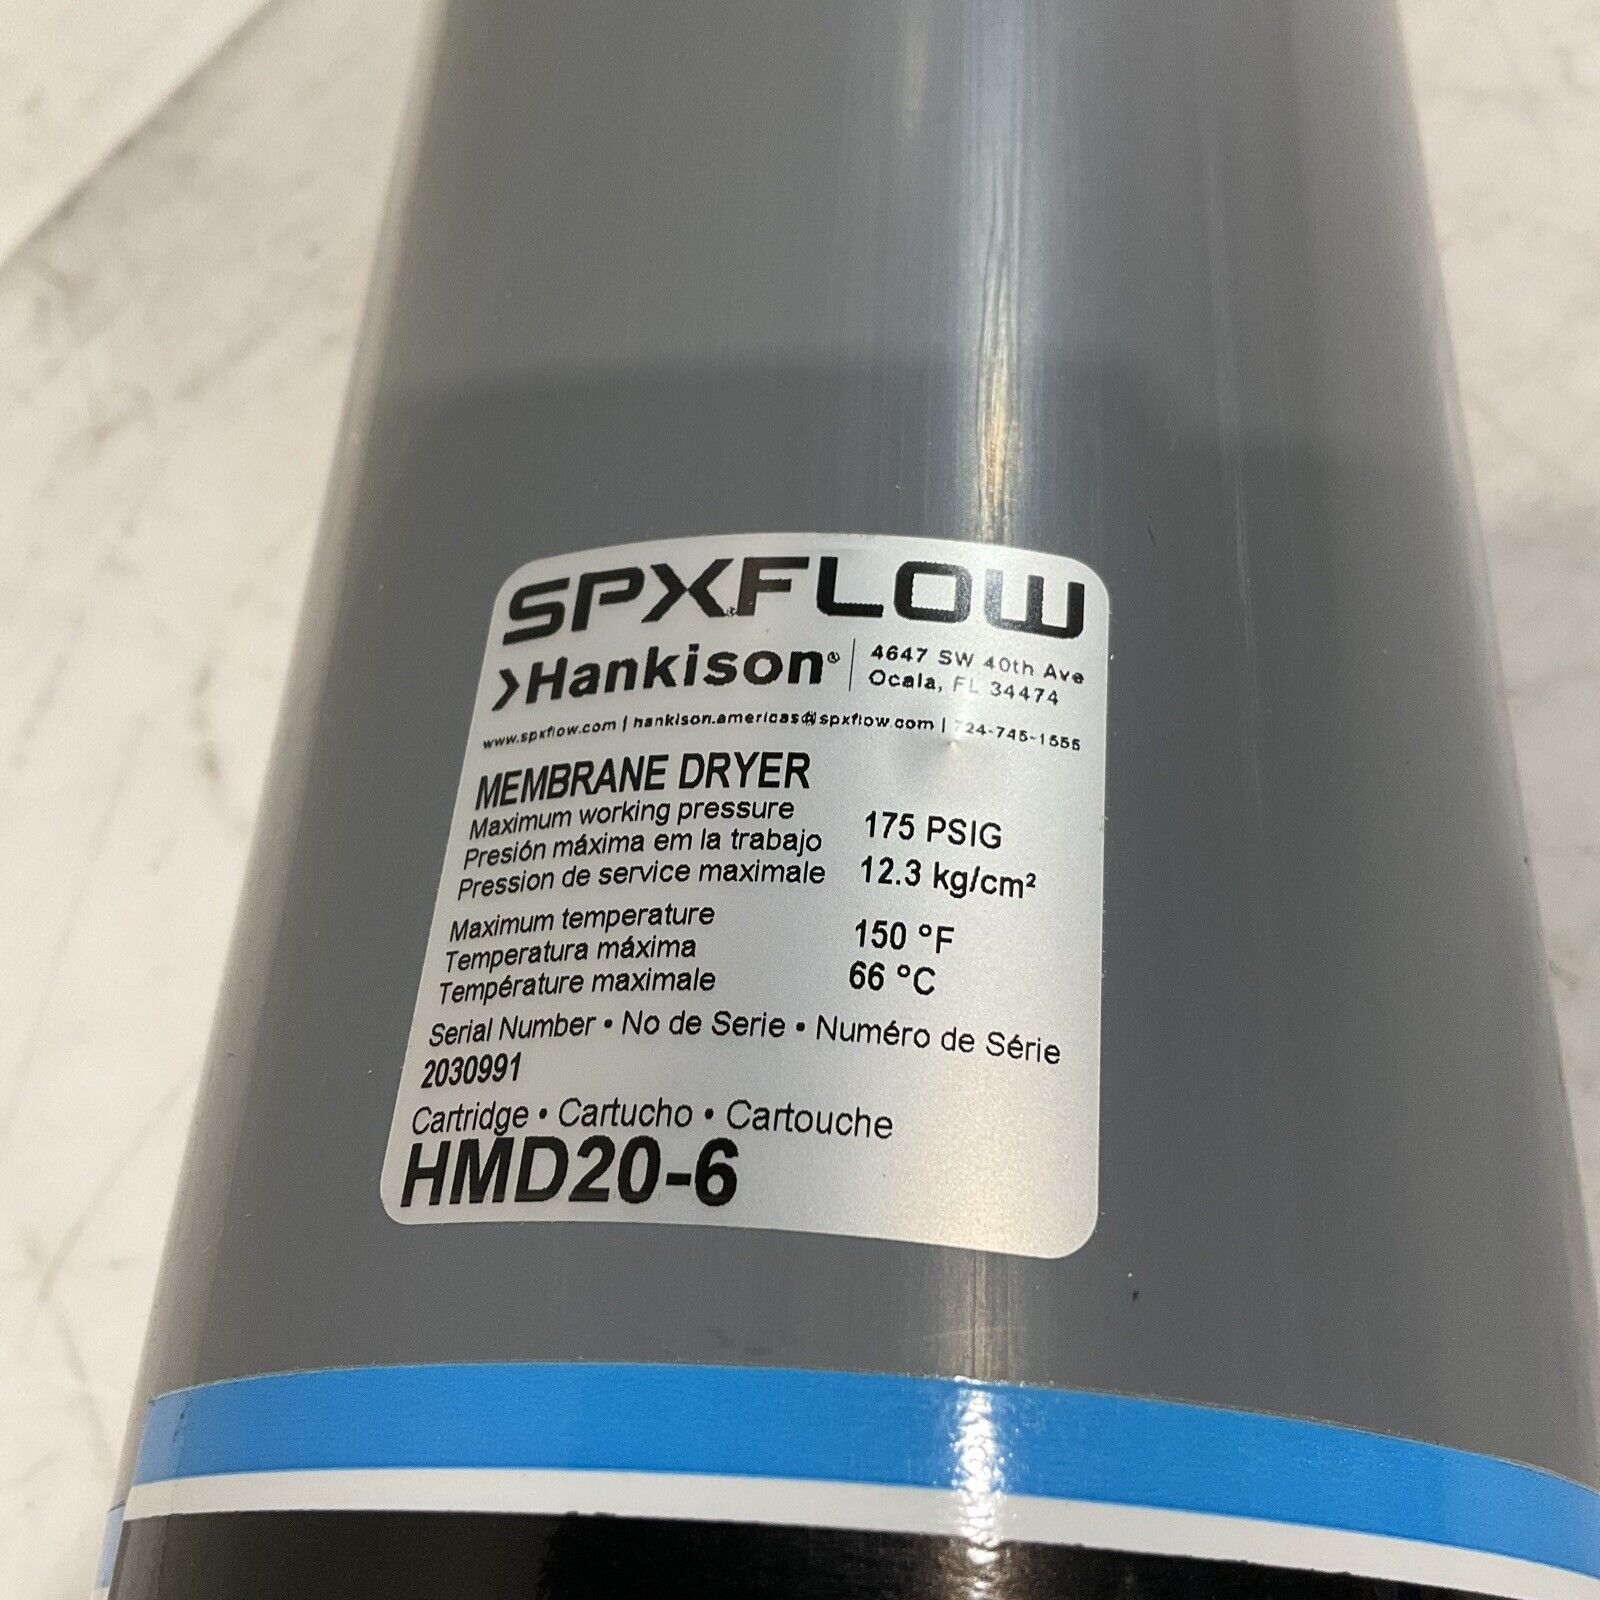 SPXFLOW
Hankison® | 4647 SW 40th Ave
Ocala, FL 34474
www.spxflow.com | hankison.americas@spxflow.com | 724-745-1555
MEMBRANE DRYER
Maximum working pressure
Presión máxima em la trabajo
Pression de service maximale
175 PSIG
12.3 kg/cm²
Maximum temperature
Temperatura máxima
Température maximale
150 °F
66 °C
Serial Number • No de Serie • Numéro de Série
2030991
Cartridge • Cartucho • Cartouche
HMD20-6